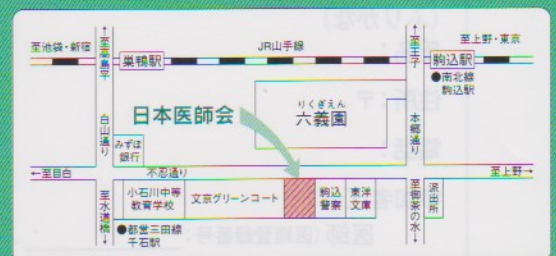 至池袋・新宿
至高島平
巣鴨駅
JR山手線
至王子
駒込駅
至上野・東京
●南北線
駒込駅
日本医師会
りくぎえん
六義園
白山通り
本郷通り
みずほ
銀行
←至目白
不忍通り
至上野→
至水道橋
小石川中等
教育学校
文京グリーンコート
駒込
警察
東洋
文庫
至御茶の水
派出所
●都営三田線
千石駅
医師